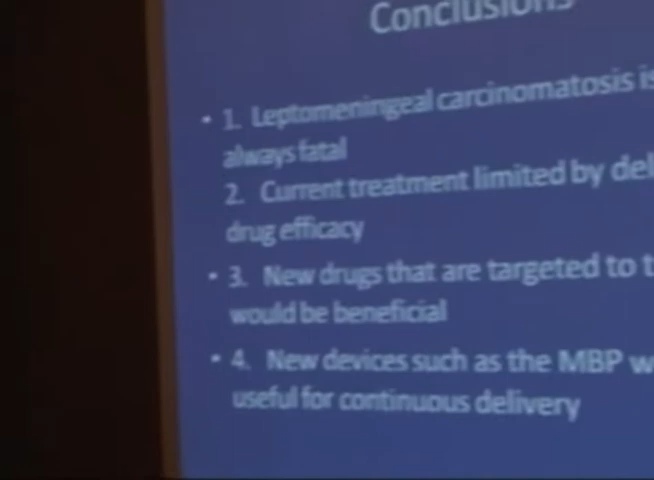 Conclusions
• 1. Leptomeningeal carcinomatosis is
always fatal
2. Current treatment limited by del
drug efficacy
• 3. New drugs that are targeted to t
would be beneficial
• 4. New devices such as the MBP w
useful for continuous delivery